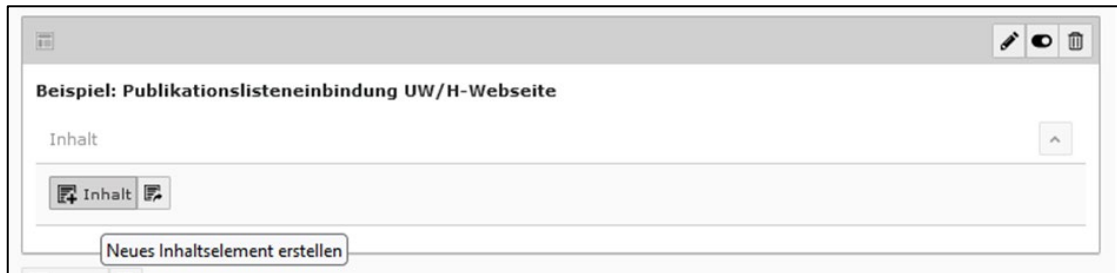 Beispiel: Publikationslisteneinbindung UW/H-Webseite
Inhalt
Inhalt
Neues Inhaltselement erstellen